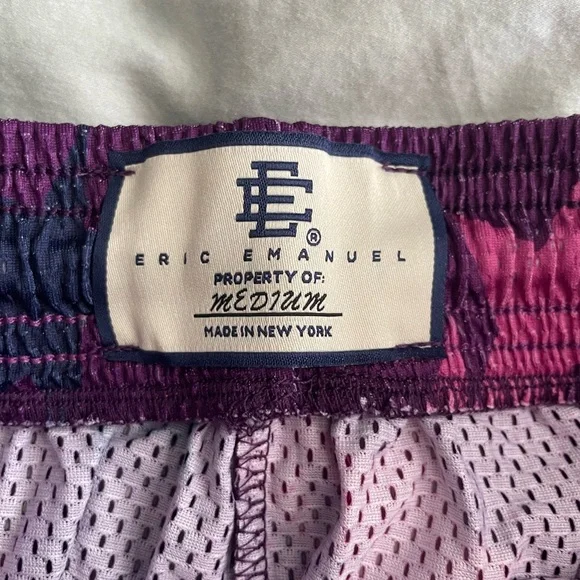 EE
®
ERIC EMANUEL
PROPERTY OF:
MEDIUM
MADE IN NEW YORK